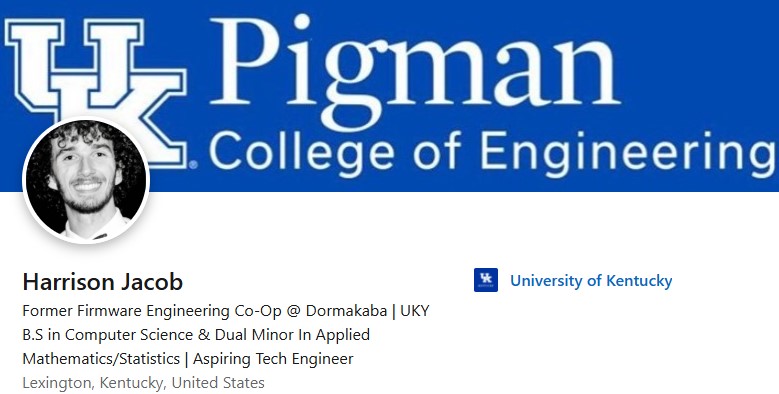 UK Pigman
College of Engineering
Harrison Jacob
UK University of Kentucky
Former Firmware Engineering Co-Op @ Dormakaba | UKY
B.S in Computer Science & Dual Minor In Applied
Mathematics/Statistics | Aspiring Tech Engineer
Lexington, Kentucky, United States